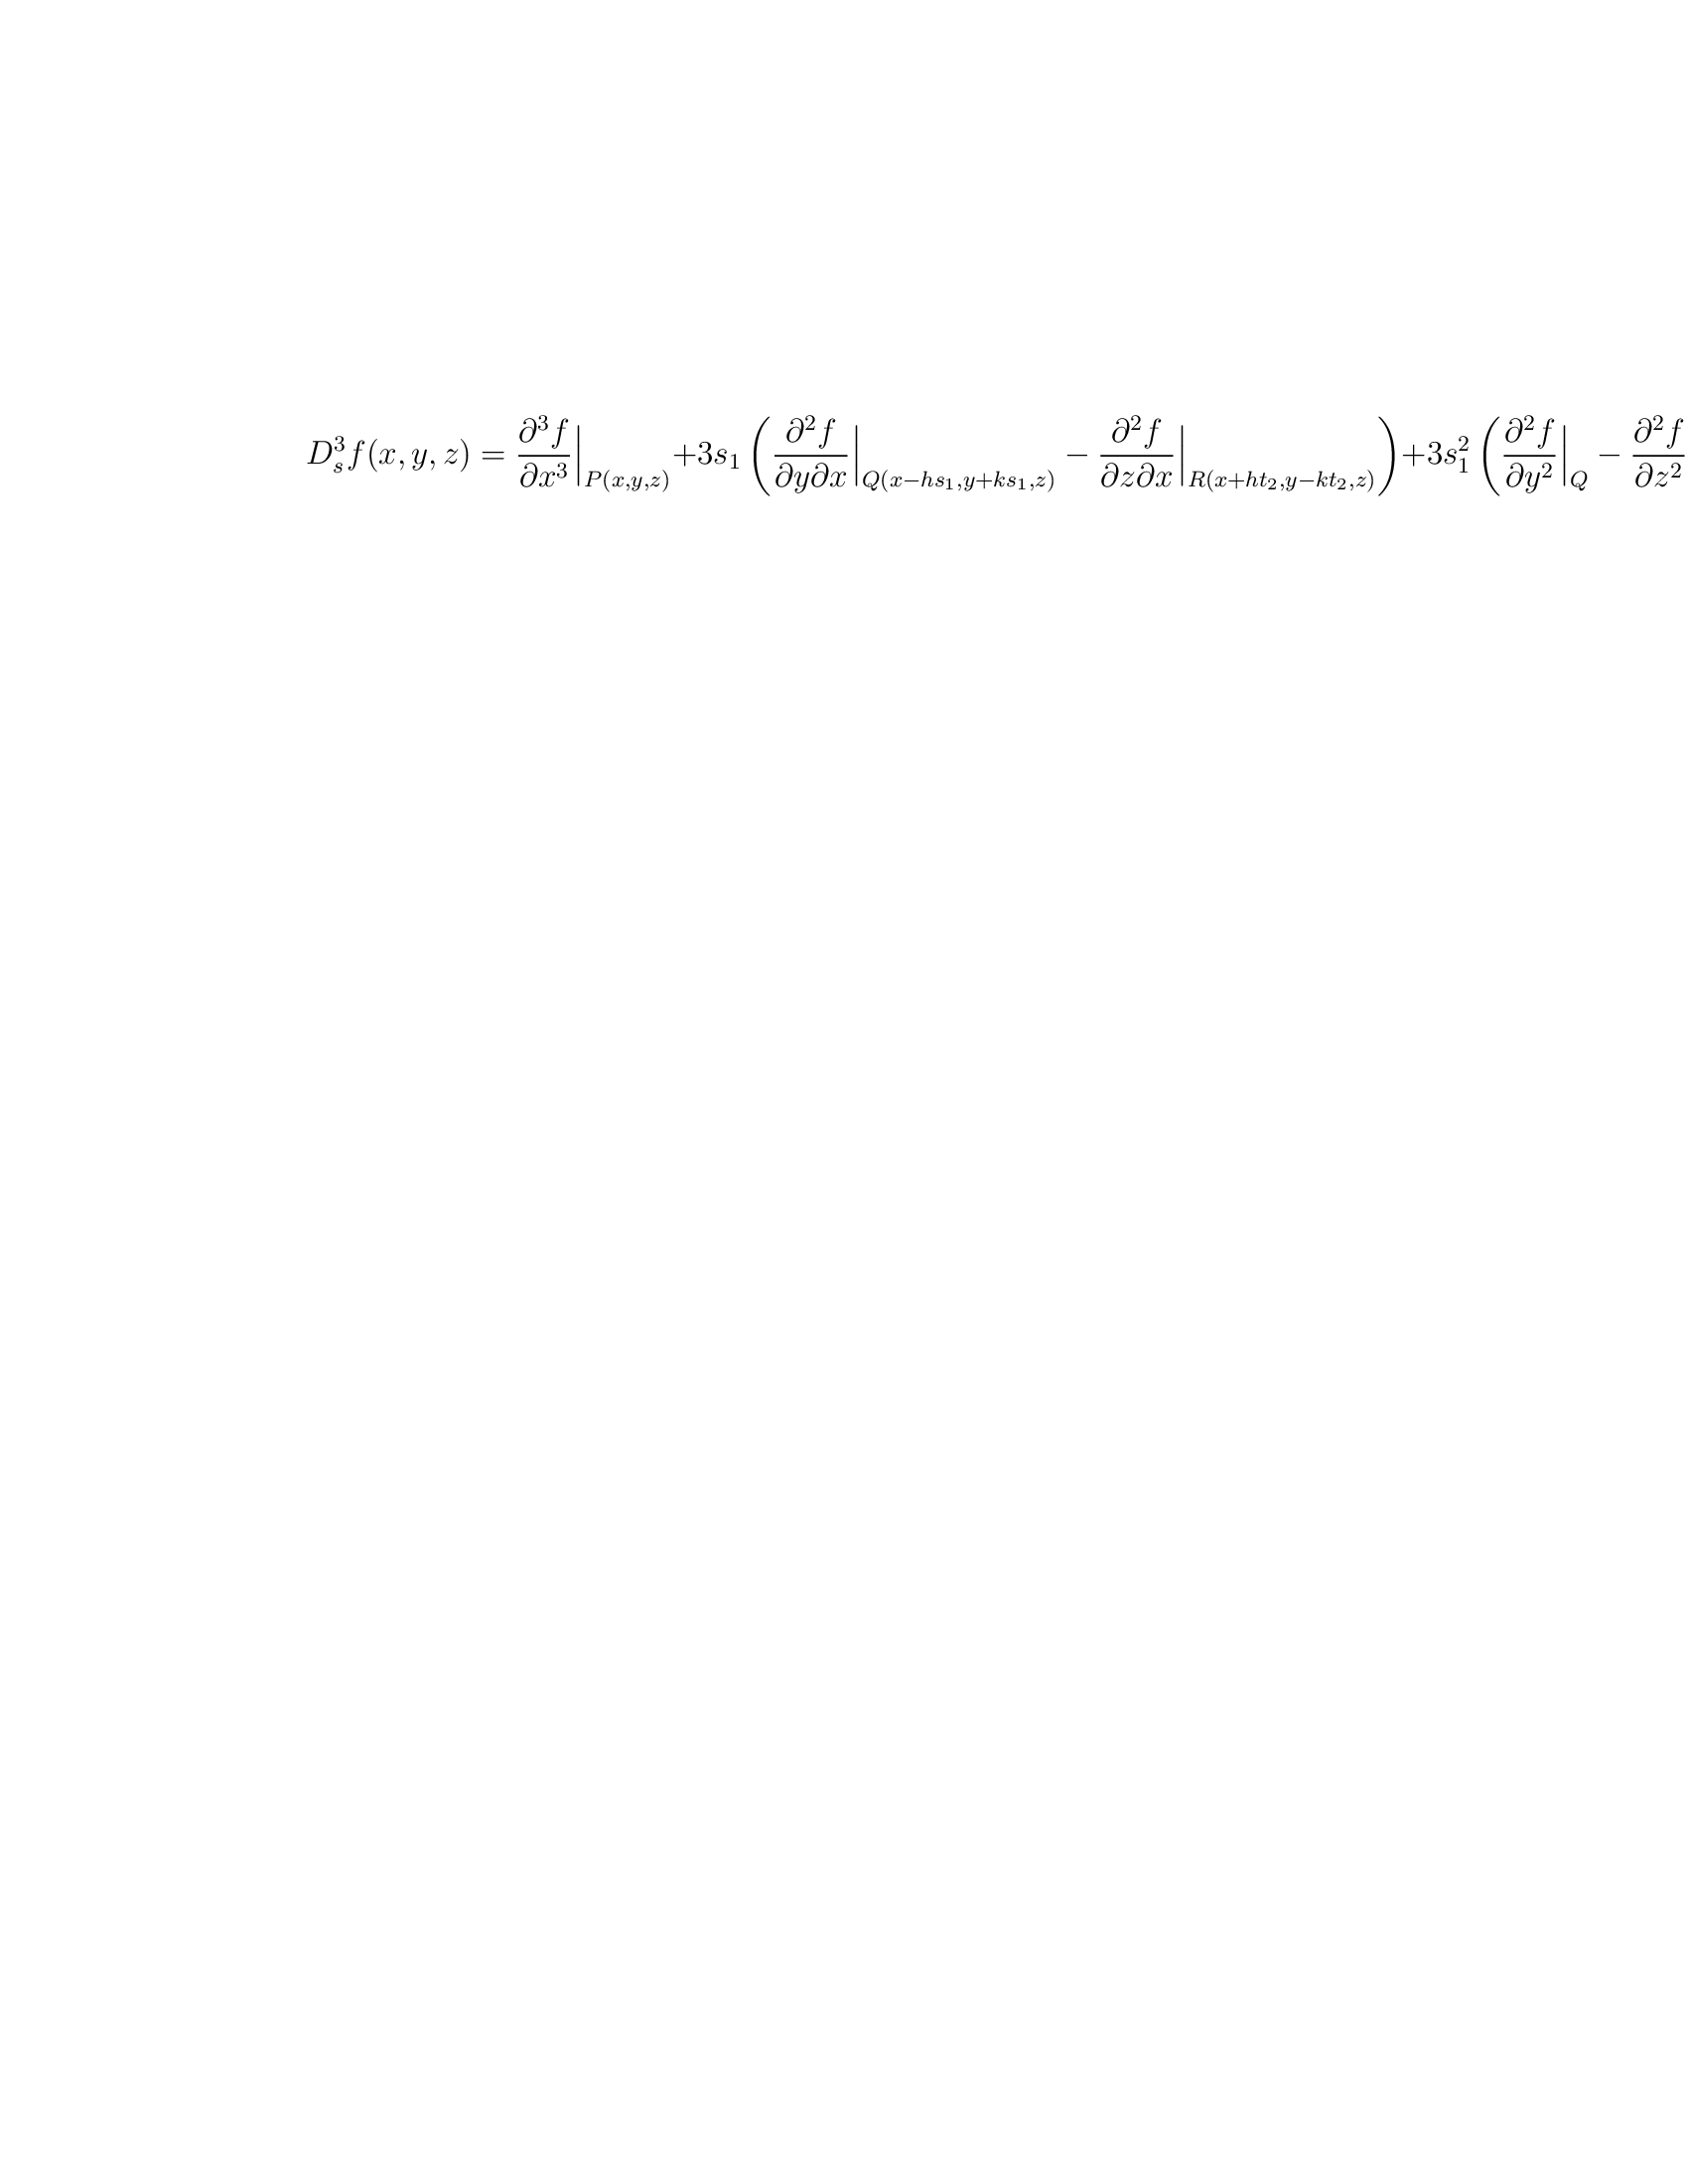 $D_s^3 f(x, y, z) = \frac{\partial^3 f}{\partial x^3}\Big|_{P(x,y,z)} + 3s_1 \left( \frac{\partial^2 f}{\partial y \partial x}\Big|_{Q(x-hs_1,y+ks_1,z)} - \frac{\partial^2 f}{\partial z \partial x}\Big|_{R(x+ht_2,y-kt_2,z)} \right) + 3s_1^2 \left( \frac{\partial^2 f}{\partial y^2}\Big|_Q - \frac{\partial^2 f}{\partial z^2}$